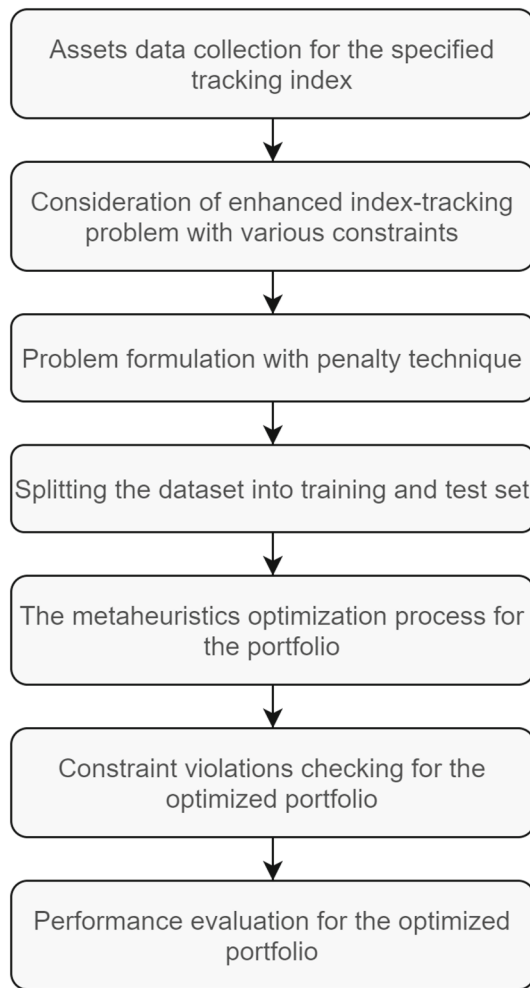 Assets data collection for the specified
tracking index
Consideration of enhanced index-tracking
problem with various constraints
Problem formulation with penalty technique
Splitting the dataset into training and test set
The metaheuristics optimization process for
the portfolio
Constraint violations checking for the
optimized portfolio
Performance evaluation for the optimized
portfolio